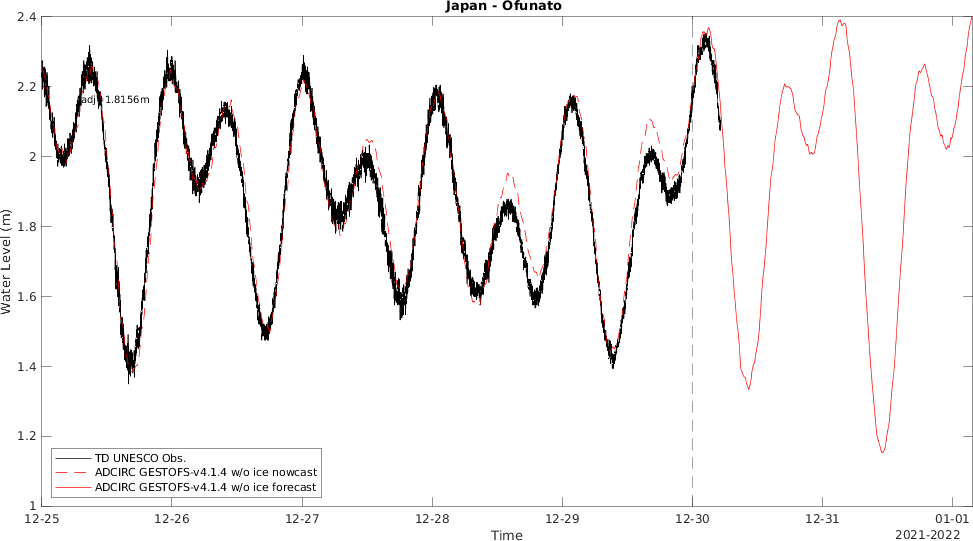 Japan - Ofunato
2.4
2.2
2
1.8
1.6
1.4
1.2
1
Water Level (m)
adj +1.8156m
TD UNESCO Obs.
ADCIRC GESTOFS-v4.1.4 w/o ice nowcast
ADCIRC GESTOFS-v4.1.4 w/o ice forecast
12-25 12-26 12-27 12-28 12-29 12-30 12-31 01-01
Time
2021-2022